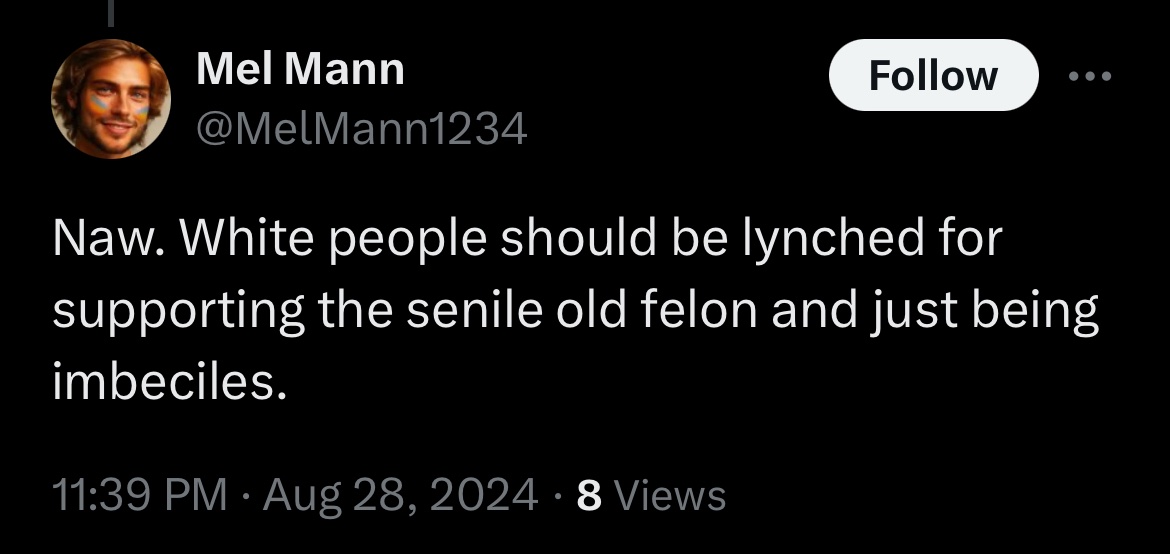 Mel Mann
Follow
@MelMann1234
Naw. White people should be lynched for
supporting the senile old felon and just being
imbeciles.
11:39 PM · Aug 28, 2024 · 8 Views